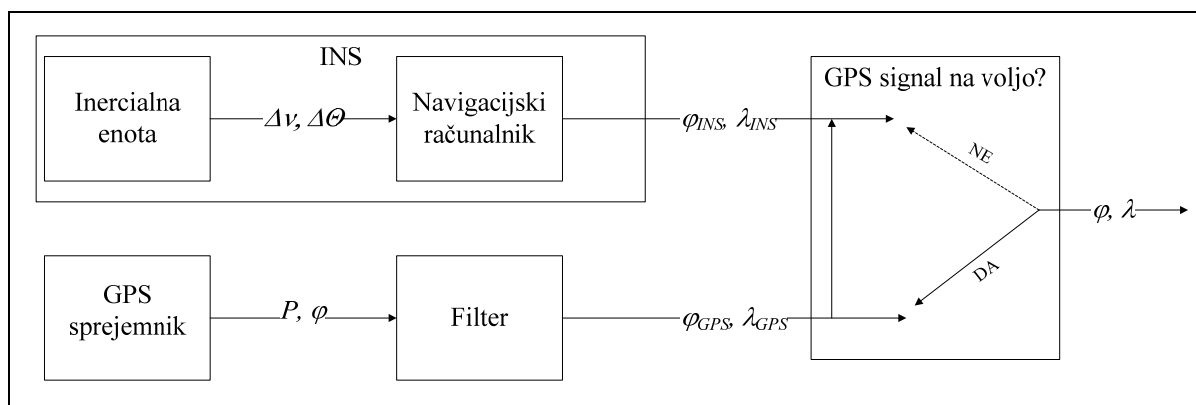 INS
Inercialna
enota
Δν, ΔΘ
Navigacijski
računalnik
φINS, λINS
GPS signal na voljo?
NE
DA
φ, λ
GPS
sprejemnik
P, φ
Filter
φGPS, λGPS